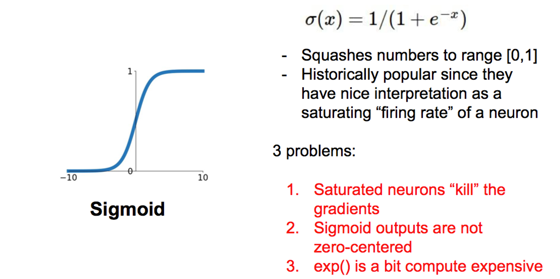 σ(x) = 1/(1 + e⁻ˣ)
- Squashes numbers to range [0,1]
- Historically popular since they
have nice interpretation as a
saturating “firing rate” of a neuron
3 problems:
1. Saturated neurons “kill” the
gradients
2. Sigmoid outputs are not
zero-centered
3. exp() is a bit compute expensive
1
0
−10
10
Sigmoid